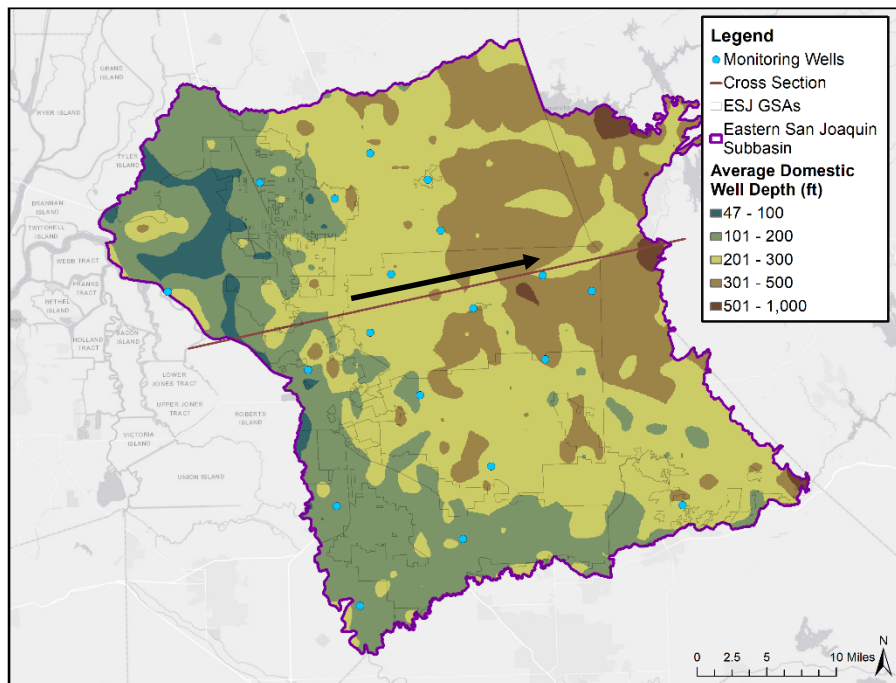 GRAND
ISLAND
RYER ISLAND
TYLER
ISLAND
BRANNAN
ISLAND
TWITCHELL
ISLAND
WEBB TRACT
FRANKS
TRACT
BETHEL
ISLAND
HOLLAND
TRACT
BACON
ISLAND
LOWER
JONES TRACT
UPPER JONES
TRACT
ROBERTS
ISLAND
VICTORIA
ISLAND
UNION ISLAND
Legend
Monitoring Wells
Cross Section
ESJ GSAs
Eastern San Joaquin
Subbasin
Average Domestic
Well Depth (ft)
47 - 100
101 - 200
201 - 300
301 - 500
501 - 1,000
N
0 2.5 5 10 Miles